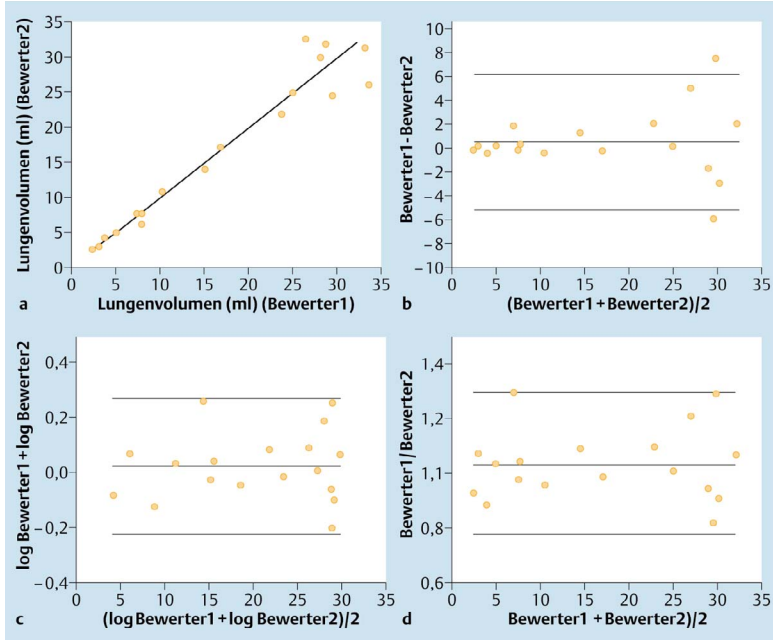 35
30
25
20
15
10
5
0
Lungenvolumen (ml) (Bewerter2)
0 5 10 15 20 25 30 35
a Lungenvolumen (ml) (Bewerter1)
10
8
6
4
2
0
−2
−4
−6
−8
−10
Bewerter1-Bewerter2
0 5 10 15 20 25 30 35
b (Bewerter1+Bewerter2)/2
0,4
0,2
0,0
−0,2
−0,4
log Bewerter1+log Bewerter2
0 5 10 15 20 25 30 35
c (log Bewerter1+log Bewerter2)/2
1,4
1,2
1,1
0,8
0,6
Bewerter1/Bewerter2
0 5 10 15 20 25 30 35
d Bewerter1 +Bewerter2)/2